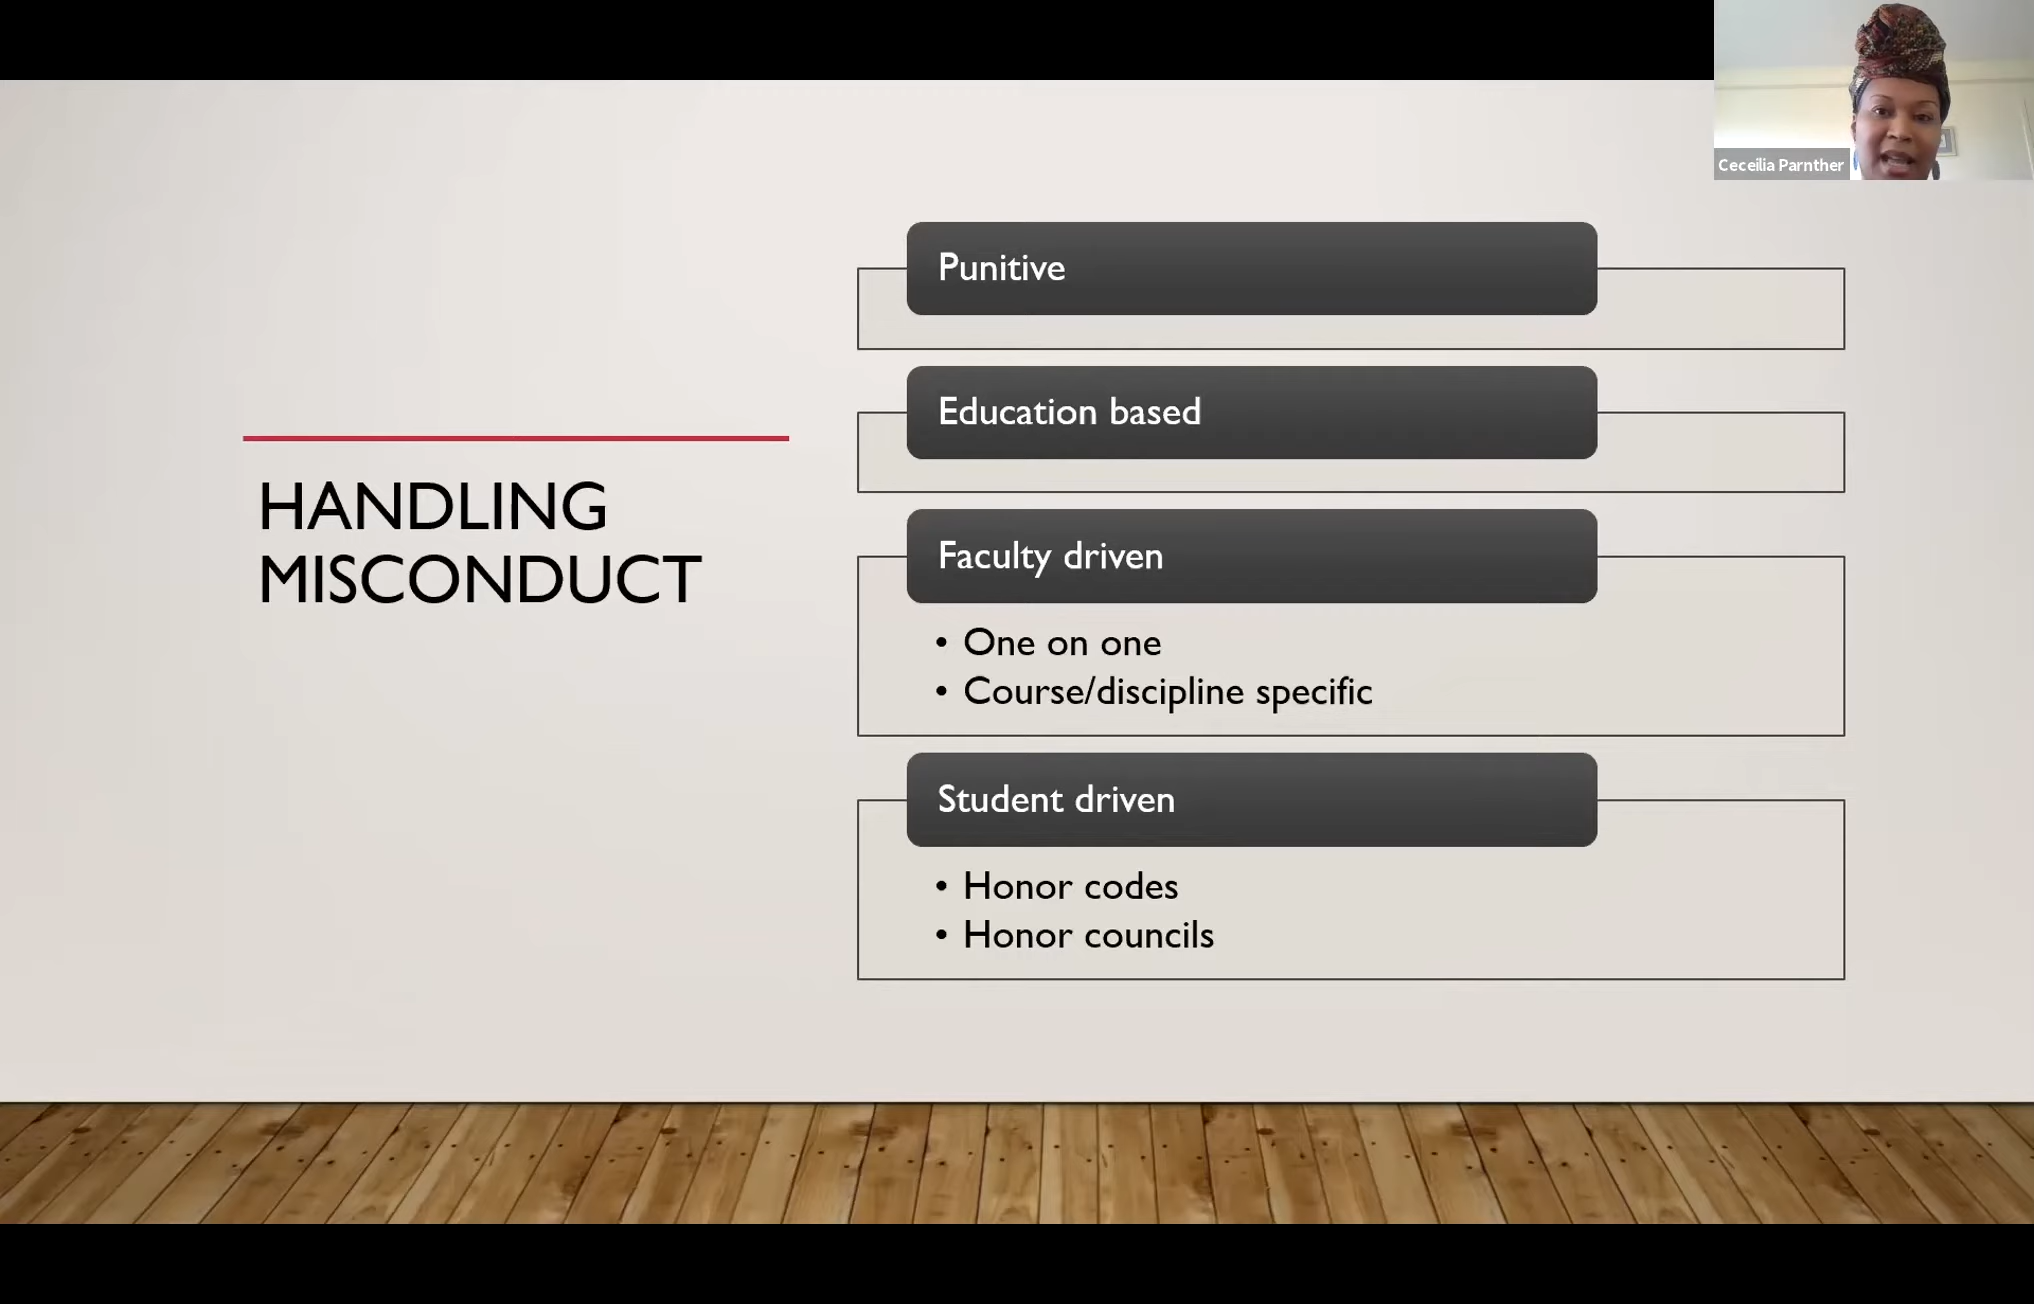 Ceceilia Parnther
HANDLING
MISCONDUCT
Punitive
Education based
Faculty driven
• One on one
• Course/discipline specific
Student driven
• Honor codes
• Honor councils